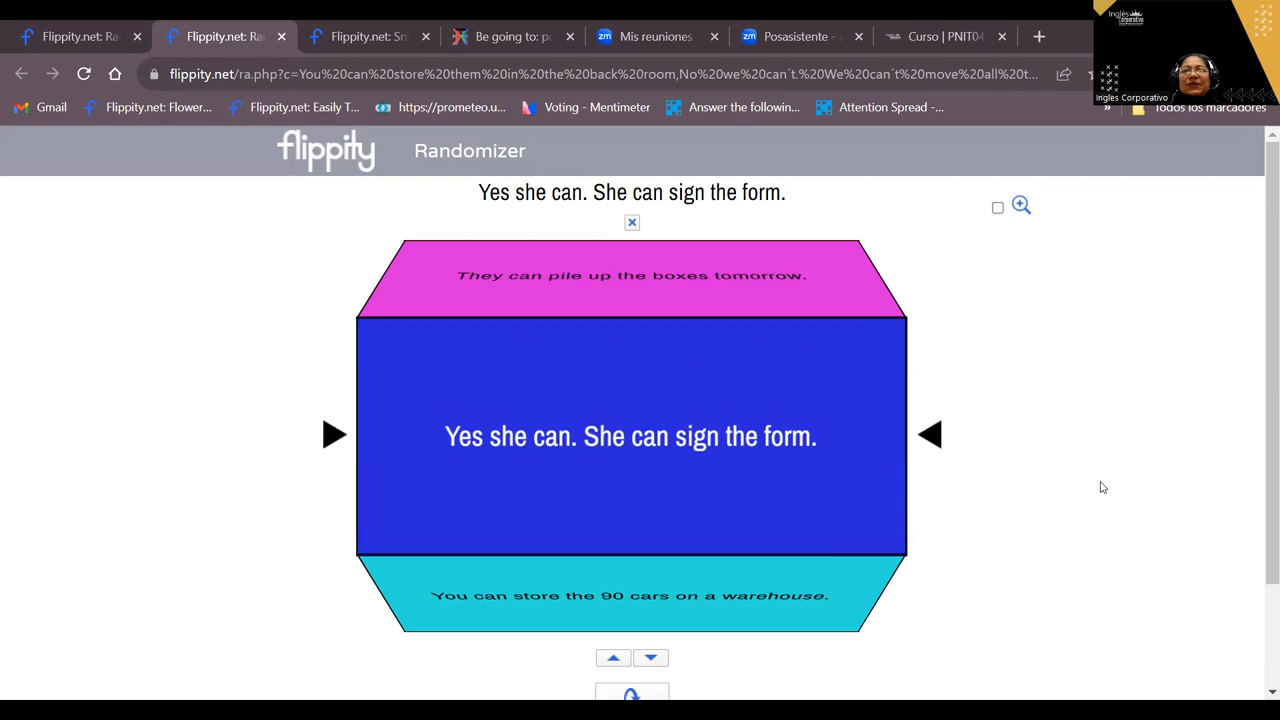 Flippity.net: Ra
Flippity.net: Ra
Flippity.net: Sn
Be going to: p
Mis reuniones
Posasistente -
Curso | PNIT04
flippity.net/ra.php?c=You%20can%20store%20them%20in%20the%20back%20room,No%20we%20can´t.%20We%20can´t%20move%20all%20t...
Gmail
Flippity.net: Flower...
Flippity.net: Easily T...
https://prometeo.u...
Voting - Mentimeter
Answer the followin...
Attention Spread -...
»
Todos los marcadores
Inglés
Corporativo
Ingles Corporativo
flippity
Randomizer
Yes she can. She can sign the form.
They can pile up the boxes tomorrow.
Yes she can. She can sign the form.
You can store the 90 cars on a warehouse.